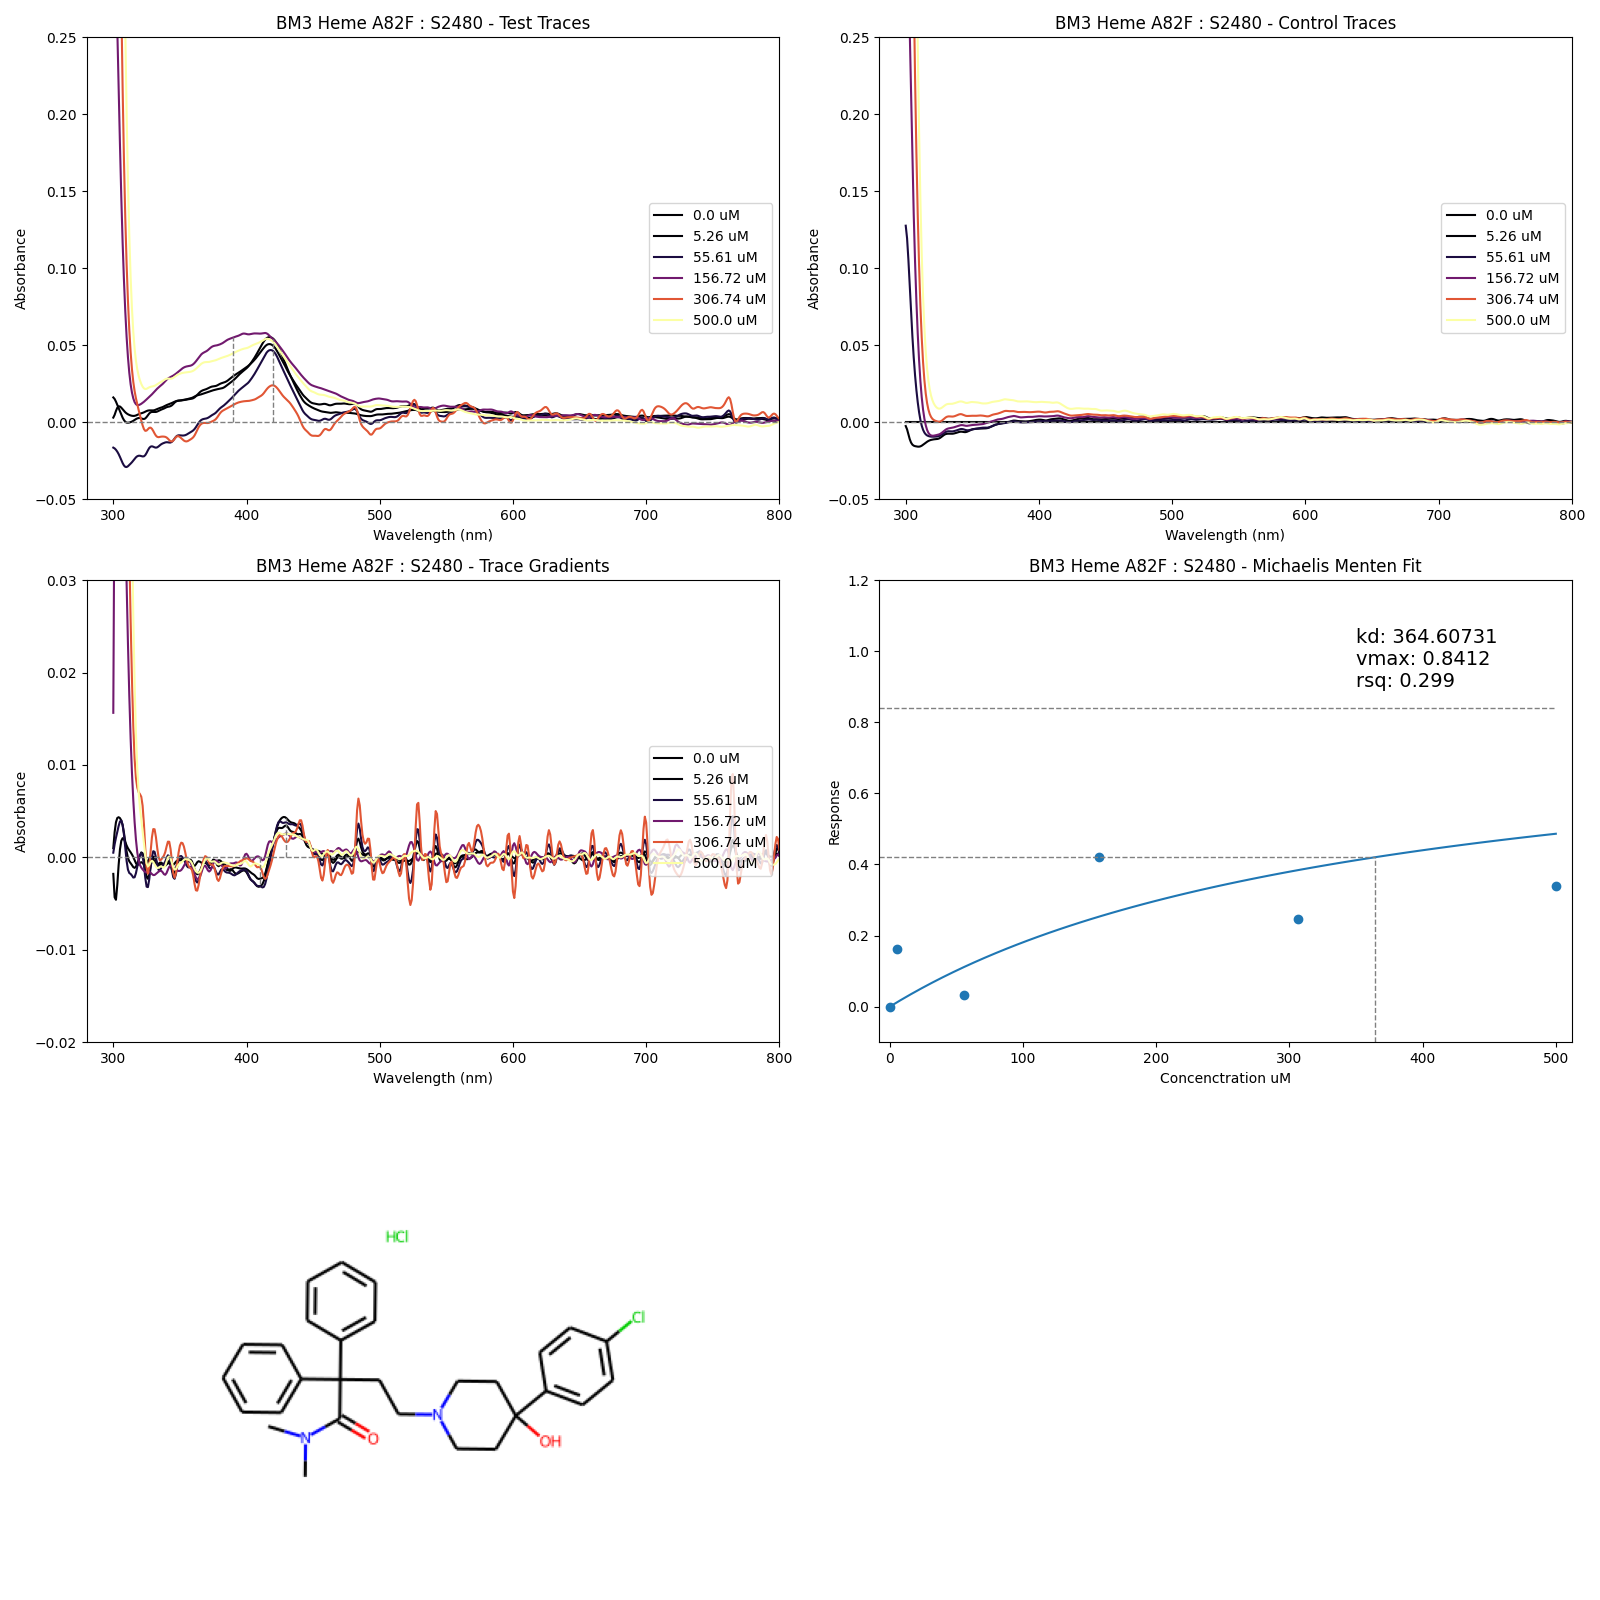 BM3 Heme A82F : S2480 - Test Traces
Absorbance
0.25
0.20
0.15
0.10
0.05
0.00
−0.05
300 400 500 600 700 800
Wavelength (nm)
0.0 uM
5.26 uM
55.61 uM
156.72 uM
306.74 uM
500.0 uM
BM3 Heme A82F : S2480 - Control Traces
Absorbance
0.25
0.20
0.15
0.10
0.05
0.00
−0.05
300 400 500 600 700 800
Wavelength (nm)
0.0 uM
5.26 uM
55.61 uM
156.72 uM
306.74 uM
500.0 uM
BM3 Heme A82F : S2480 - Trace Gradients
Absorbance
0.03
0.02
0.01
0.00
−0.01
−0.02
300 400 500 600 700 800
Wavelength (nm)
0.0 uM
5.26 uM
55.61 uM
156.72 uM
306.74 uM
500.0 uM
BM3 Heme A82F : S2480 - Michaelis Menten Fit
Response
1.2
1.0
0.8
0.6
0.4
0.2
0.0
0 100 200 300 400 500
Concenctration uM
kd: 364.60731
vmax: 0.8412
rsq: 0.299
HCl
Cl
N
OH
N
O